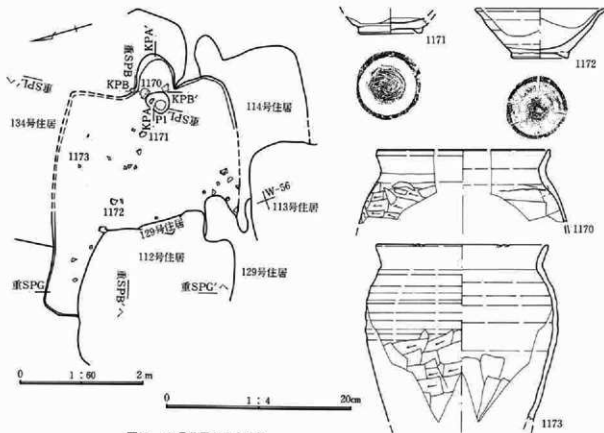 重SPL'へ
重SPB
KPA'
KPB
1170
KPB'
KPA
P1
重SPL
1171
134号住居
114号住居
1173
1172
W-56
113号住居
129号住居
112号住居
129号住居
重SPG
重SPB'へ
重SPG'へ
0 1:60 2m
0 1:4 20cm
1171
1172
1170
1173